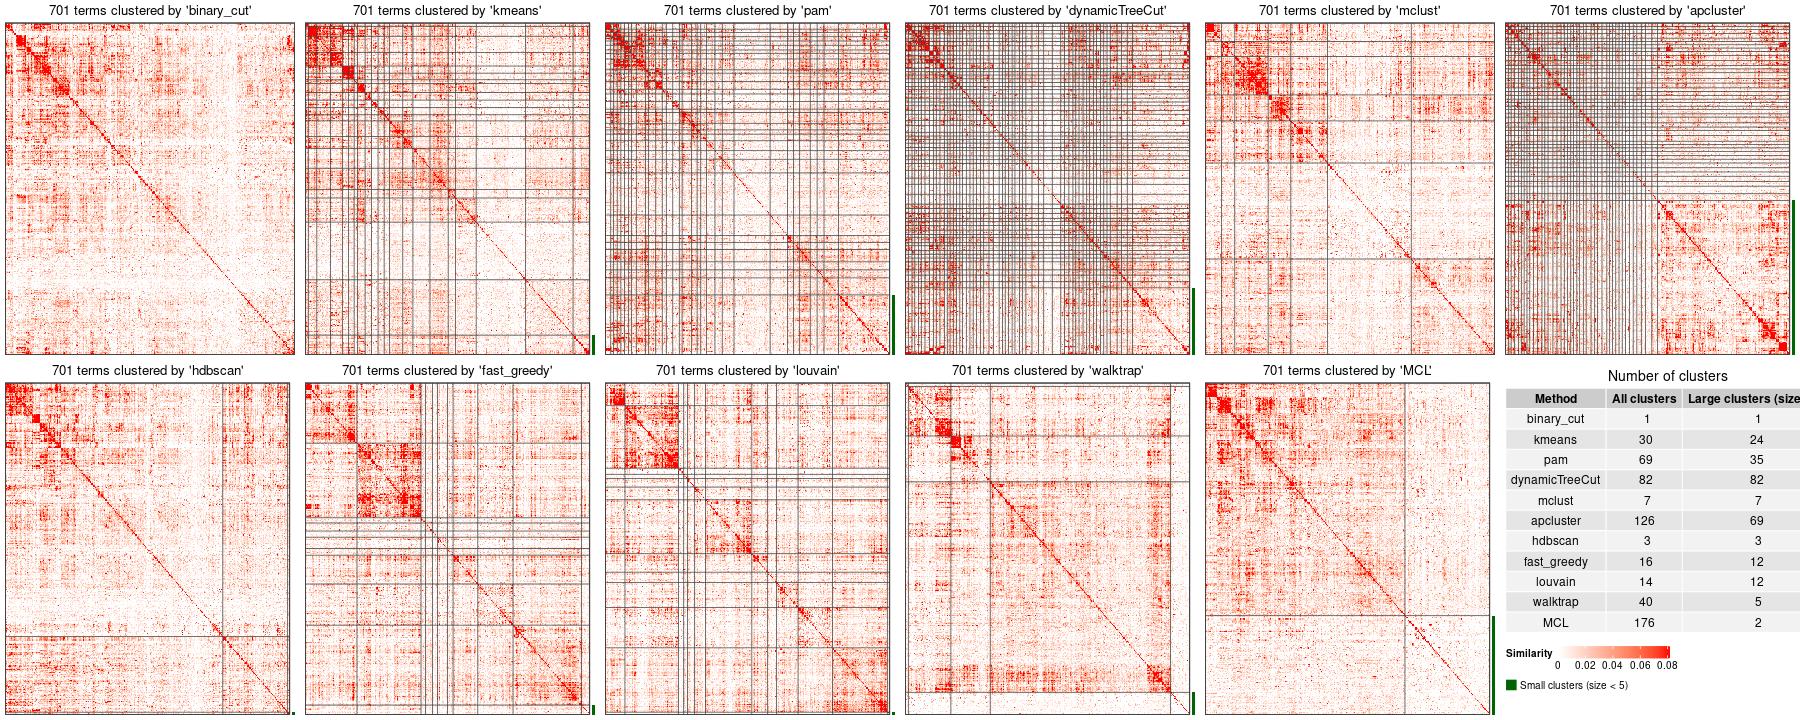 701 terms clustered by 'binary_cut'
701 terms clustered by 'kmeans'
701 terms clustered by 'pam'
701 terms clustered by 'dynamicTreeCut'
701 terms clustered by 'mclust'
701 terms clustered by 'apcluster'
701 terms clustered by 'hdbscan'
701 terms clustered by 'fast_greedy'
701 terms clustered by 'louvain'
701 terms clustered by 'walktrap'
701 terms clustered by 'MCL'
Number of clusters
Method All clusters Large clusters (size
binary_cut 1 1
kmeans 30 24
pam 69 35
dynamicTreeCut 82 82
mclust 7 7
apcluster 126 69
hdbscan 3 3
fast_greedy 16 12
louvain 14 12
walktrap 40 5
MCL 176 2
Similarity
0 0.02 0.04 0.06 0.08
Small clusters (size < 5)